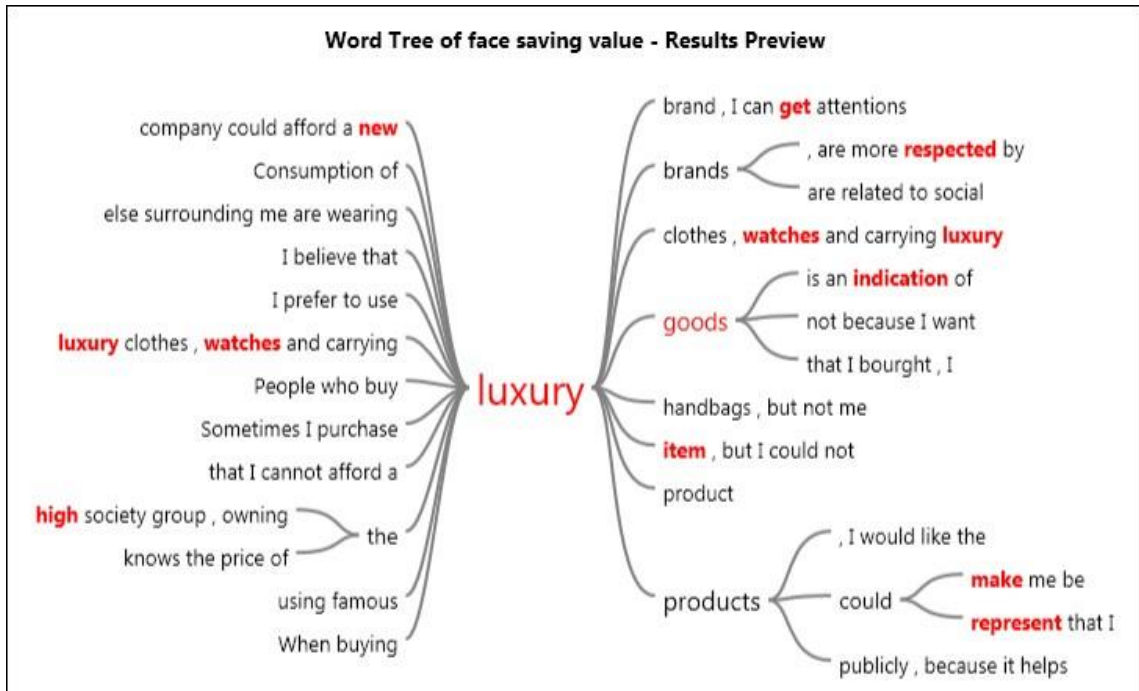 Word Tree of face saving value - Results Preview
company could afford a new
Consumption of
else surrounding me are wearing
I believe that
I prefer to use
luxury clothes , watches and carrying
People who buy
Sometimes I purchase
that I cannot afford a
high society group , owning
knows the price of
the
using famous
When buying
luxury
brand , I can get attentions
brands
, are more respected by
are related to social
clothes , watches and carrying luxury
goods
is an indication of
not because I want
that I bourght , I
handbags , but not me
item , but I could not
product
products
, I would like the
could
make me be
represent that I
publicly , because it helps